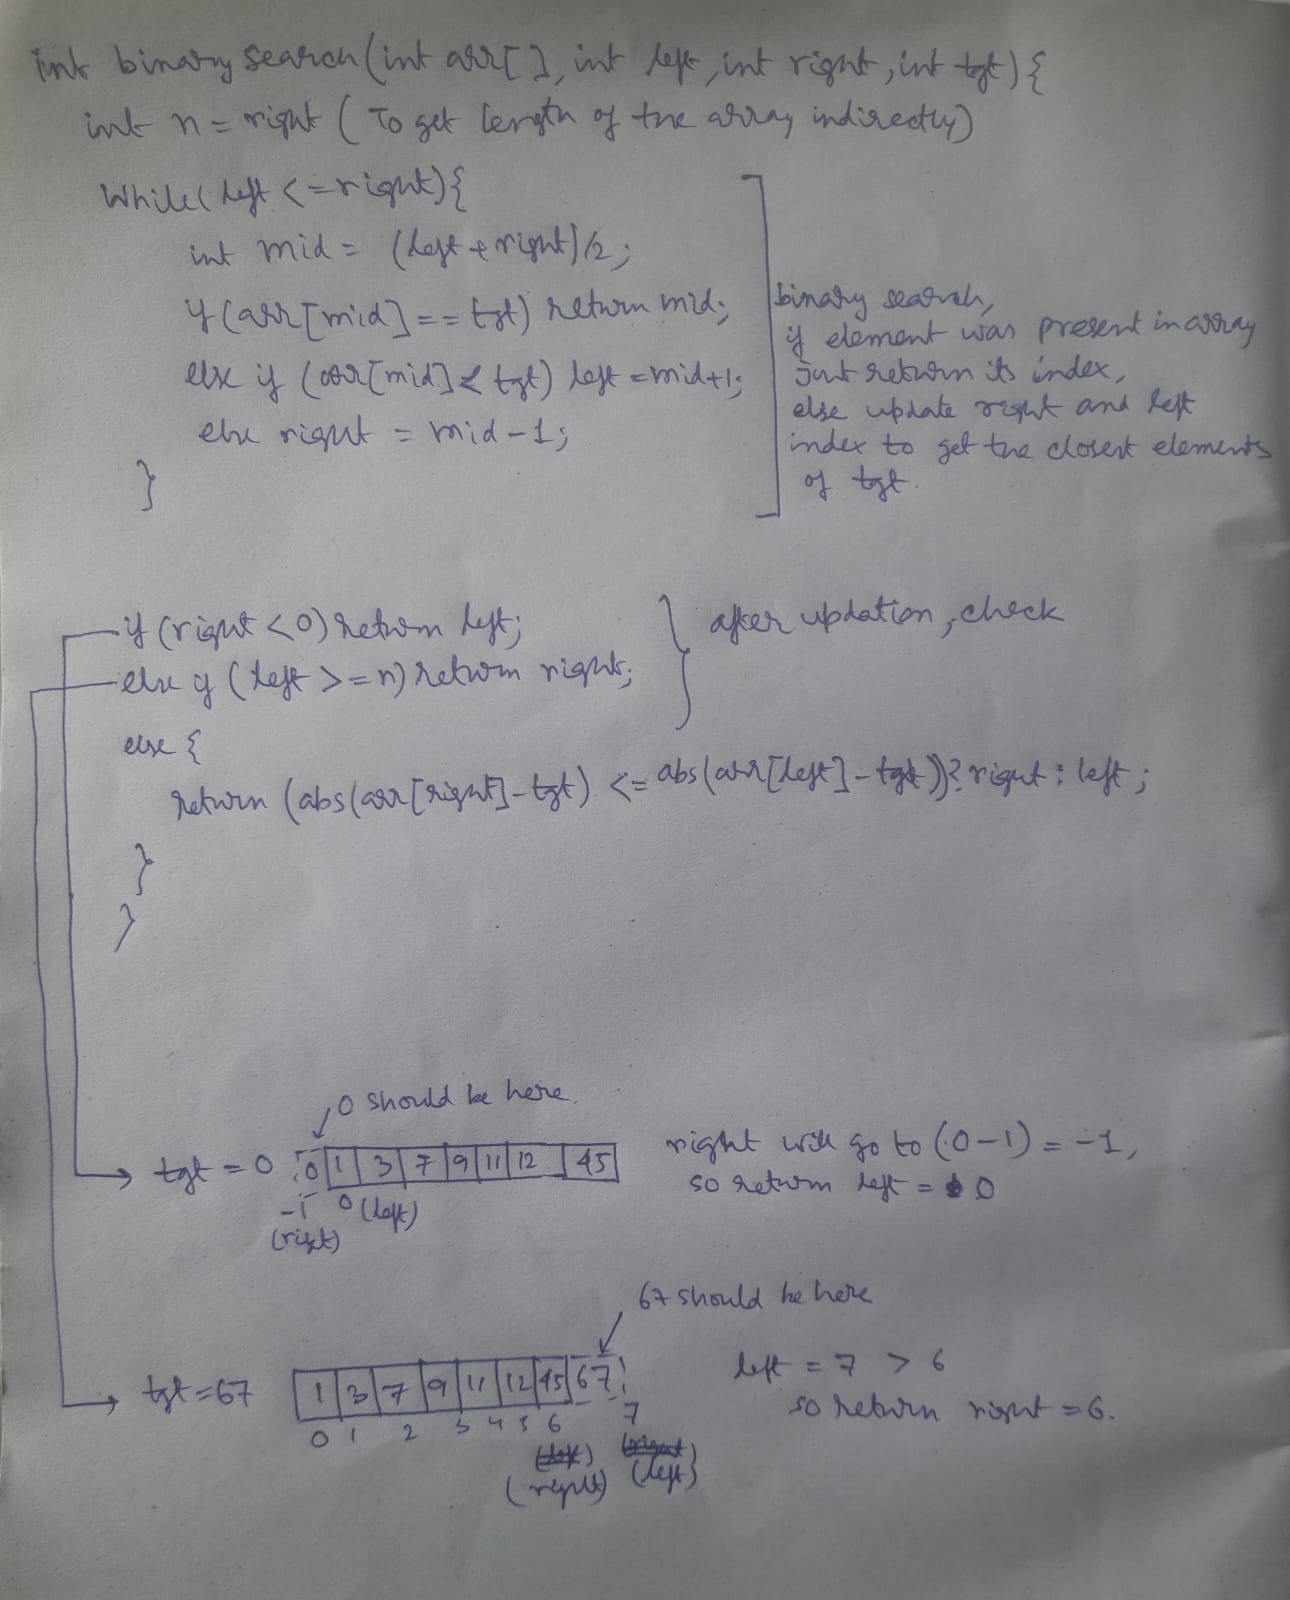 int binary search(int arr[], int left, int right, int tgt){
int n = right ( To get length of the array indirectly)
While( left <= right){
int mid = (left + right)/2;
if (arr[mid] == tgt) return mid;
else if (arr[mid] < tgt) left = mid+1;
else right = mid-1;
}
binary search,
if element was present in array
just return its index,
else update right and left
index to get the closest elements
of tgt.
if (right <0) return left;
else if (left >= n) return right;
after updation, check
else {
return (abs(arr[right]-tgt) <= abs(arr[left]-tgt))? right : left ;
}
}
0 should be here.
tgt = 0 0 1 3 7 9 11 12 45
-1 0 (left)
(right)
right will go to (0-1) = -1,
so return left = 0
67 should be here
tgt = 67 1 3 7 9 11 12 45 67
0 1 2 3 4 5 6 7
(left)
(right) (left)
left = 7 > 6
so return right = 6.